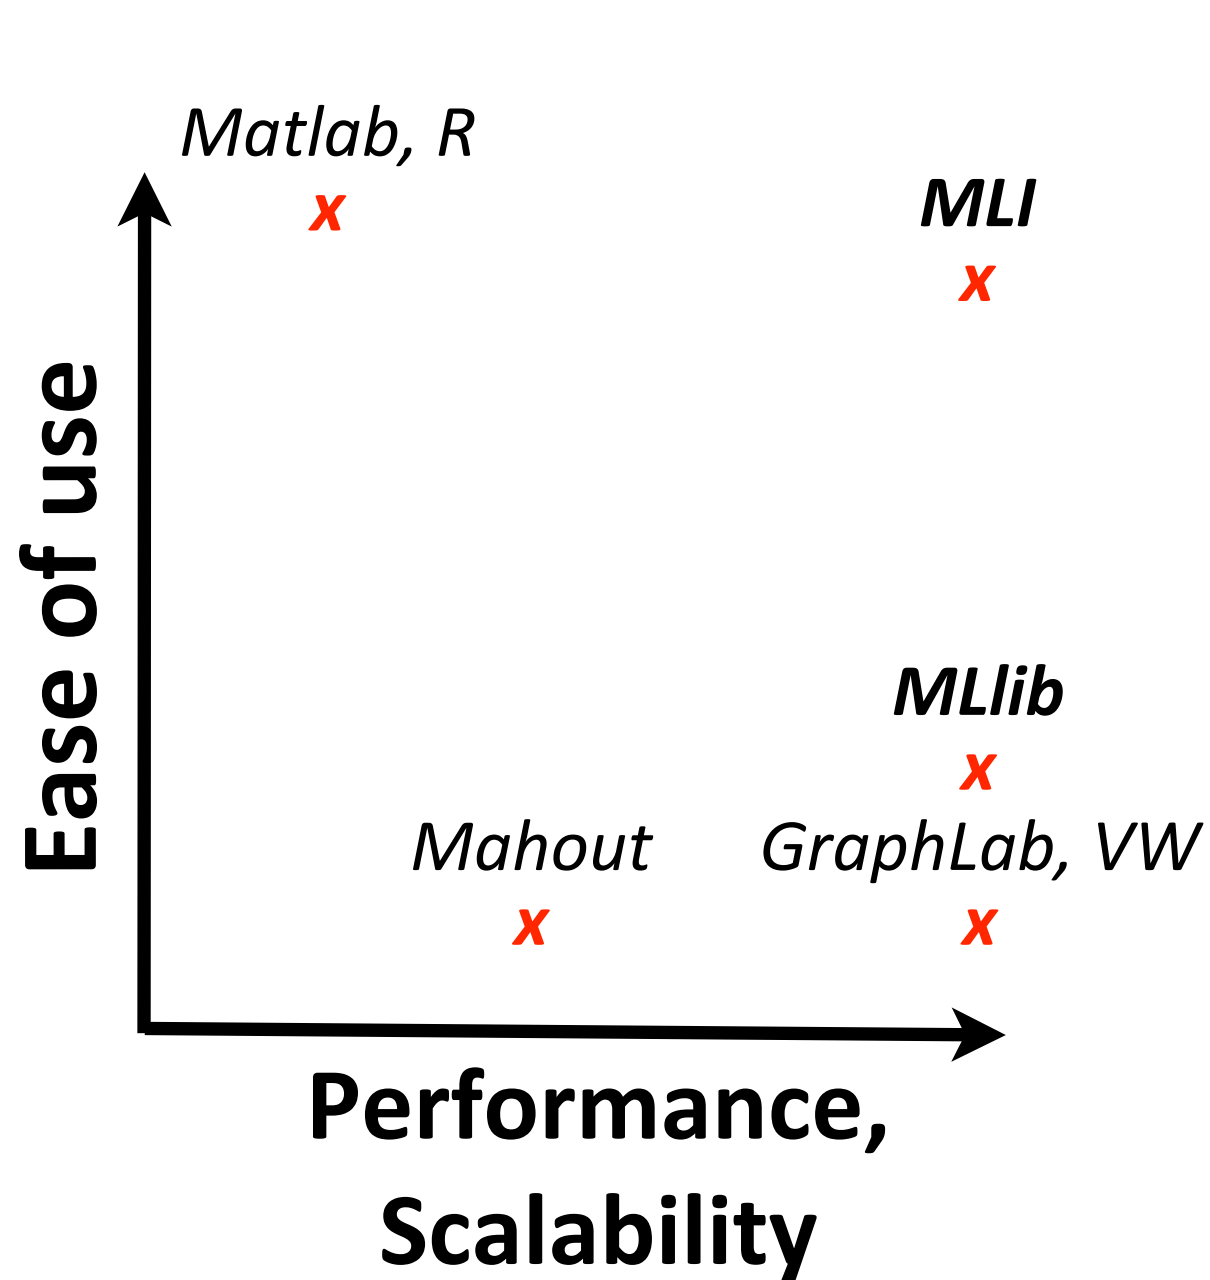 Matlab, R
x
MLI
x
Ease of use
MLlib
x
Mahout
x
GraphLab, VW
x
Performance,
Scalability